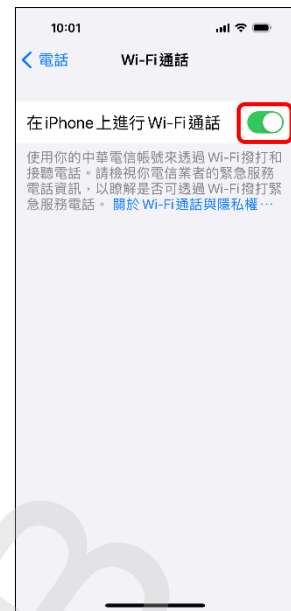 10:01
電話 Wi-Fi通話
在iPhone上進行Wi-Fi通話
使用你的中華電信帳號來透過Wi-Fi撥打和
接聽電話。請檢視你電信業者的緊急服務
電話資訊，以瞭解是否可透過Wi-Fi撥打緊
急服務電話。關於Wi-Fi通話與隱私權…